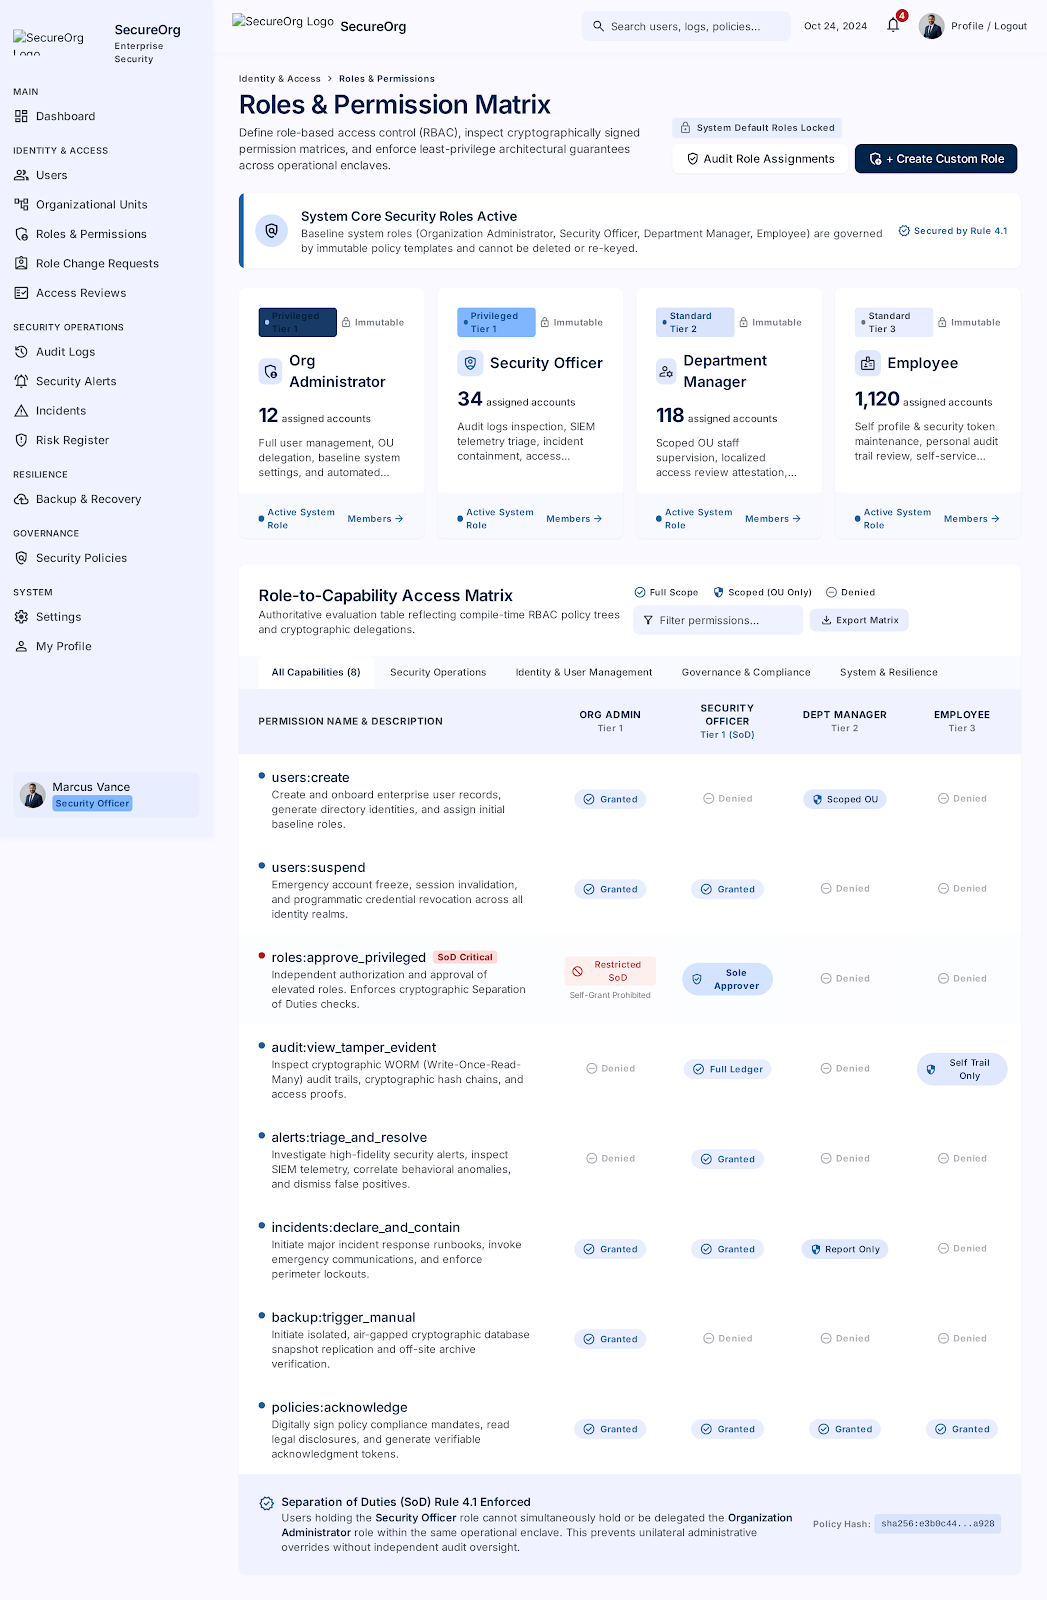 SecureOrg Logo
SecureOrg
Enterprise
Security
MAIN
Dashboard
IDENTITY & ACCESS
Users
Organizational Units
Roles & Permissions
Role Change Requests
Access Reviews
SECURITY OPERATIONS
Audit Logs
Security Alerts
Incidents
Risk Register
RESILIENCE
Backup & Recovery
GOVERNANCE
Security Policies
SYSTEM
Settings
My Profile
Marcus Vance
Security Officer
SecureOrg Logo
SecureOrg
Search users, logs, policies...
Oct 24, 2024
4
Profile / Logout
Identity & Access > Roles & Permissions
Roles & Permission Matrix
Define role-based access control (RBAC), inspect cryptographically signed
permission matrices, and enforce least-privilege architectural guarantees
across operational enclaves.
System Default Roles Locked
Audit Role Assignments
+ Create Custom Role
System Core Security Roles Active
Baseline system roles (Organization Administrator, Security Officer, Department Manager, Employee) are governed
by immutable policy templates and cannot be deleted or re-keyed.
Secured by Rule 4.1
Privileged
Tier 1
Immutable
Org
Administrator
12 assigned accounts
Full user management, OU
delegation, baseline system
settings, and automated...
Active System
Role
Members →
Privileged
Tier 1
Immutable
Security Officer
34 assigned accounts
Audit logs inspection, SIEM
telemetry triage, incident
containment, access...
Active System
Role
Members →
Standard
Tier 2
Immutable
Department
Manager
118 assigned accounts
Scoped OU staff
supervision, localized
access review attestation,...
Active System
Role
Members →
Standard
Tier 3
Immutable
Employee
1,120 assigned accounts
Self profile & security token
maintenance, personal audit
trail review, self-service...
Active System
Role
Members →
Role-to-Capability Access Matrix
Authoritative evaluation table reflecting compile-time RBAC policy trees
and cryptographic delegations.
Full Scope
Scoped (OU Only)
Denied
Filter permissions...
Export Matrix
All Capabilities (8)
Security Operations
Identity & User Management
Governance & Compliance
System & Resilience
PERMISSION NAME & DESCRIPTION
ORG ADMIN
Tier 1
SECURITY
OFFICER
Tier 1 (SoD)
DEPT MANAGER
Tier 2
EMPLOYEE
Tier 3
users:create
Create and onboard enterprise user records,
generate directory identities, and assign initial
baseline roles.
Granted
Denied
Scoped OU
Denied
users:suspend
Emergency account freeze, session invalidation,
and programmatic credential revocation across all
identity realms.
Granted
Granted
Denied
Denied
roles:approve_privileged
SoD Critical
Independent authorization and approval of
elevated roles. Enforces cryptographic Separation
of Duties checks.
Restricted
SoD
Self-Grant Prohibited
Sole
Approver
Denied
Denied
audit:view_tamper_evident
Inspect cryptographic WORM (Write-Once-Read-
Many) audit trails, cryptographic hash chains, and
access proofs.
Denied
Full Ledger
Denied
Self Trail
Only
alerts:triage_and_resolve
Investigate high-fidelity security alerts, inspect
SIEM telemetry, correlate behavioral anomalies,
and dismiss false positives.
Denied
Granted
Denied
Denied
incidents:declare_and_contain
Initiate major incident response runbooks, invoke
emergency communications, and enforce
perimeter lockouts.
Granted
Granted
Report Only
Denied
backup:trigger_manual
Initiate isolated, air-gapped cryptographic database
snapshot replication and off-site archive
verification.
Granted
Denied
Denied
Denied
policies:acknowledge
Digitally sign policy compliance mandates, read
legal disclosures, and generate verifiable
acknowledgment tokens.
Granted
Granted
Granted
Granted
Separation of Duties (SoD) Rule 4.1 Enforced
Users holding the Security Officer role cannot simultaneously hold or be delegated the Organization
Administrator role within the same operational enclave. This prevents unilateral administrative
overrides without independent audit oversight.
Policy Hash:
sha256:e3b0c44...a928